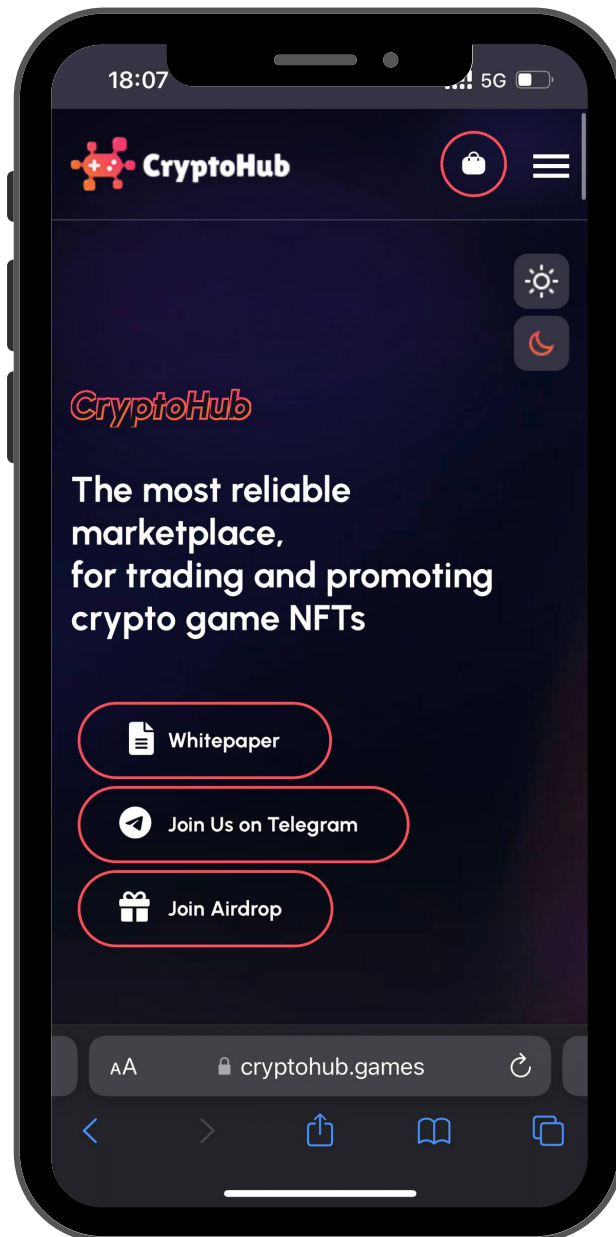 18:07 5G
CryptoHub
CryptoHub
The most reliable
marketplace,
for trading and promoting
crypto game NFTs
Whitepaper
Join Us on Telegram
Join Airdrop
AA cryptohub.games